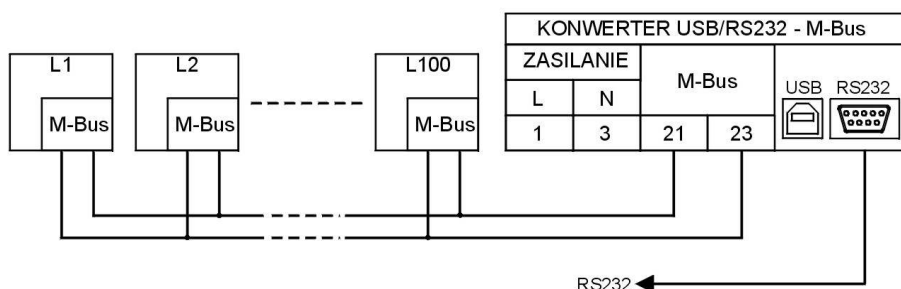 KONWERTER USB/RS232 - M-Bus
L1 L2 L100 ZASILANIE M-Bus USB RS232
L N
M-Bus M-Bus M-Bus 1 3 21 23
RS232